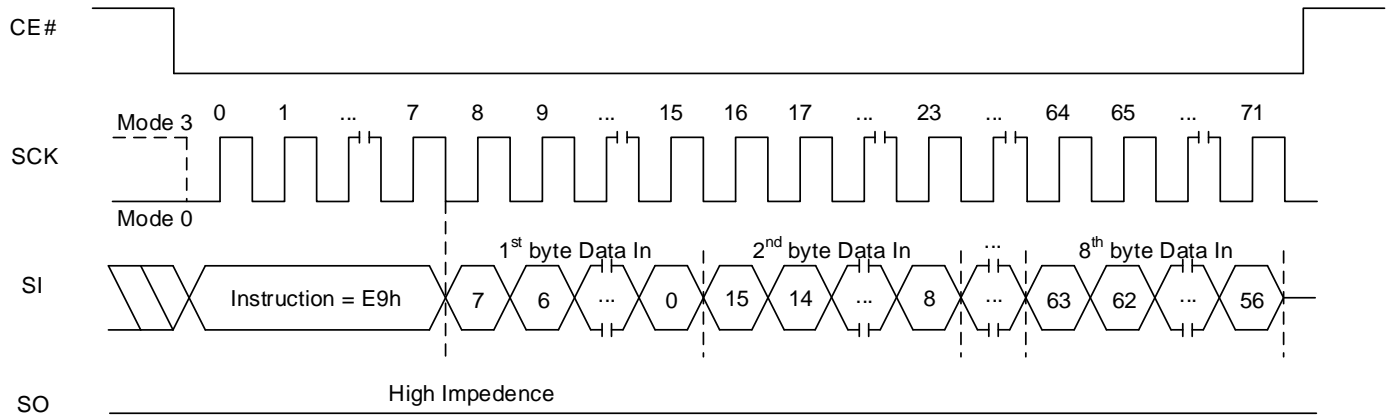 CE#
0 1 ... 7 8 9 ... 15 16 17 ... 23 ... 64 65 ... 71
Mode 3
SCK
Mode 0
1st byte Data In 2nd byte Data In ... 8th byte Data In
SI
Instruction = E9h 7 6 ... 0 15 14 ... 8 ... 63 62 ... 56
High Impedence
SO